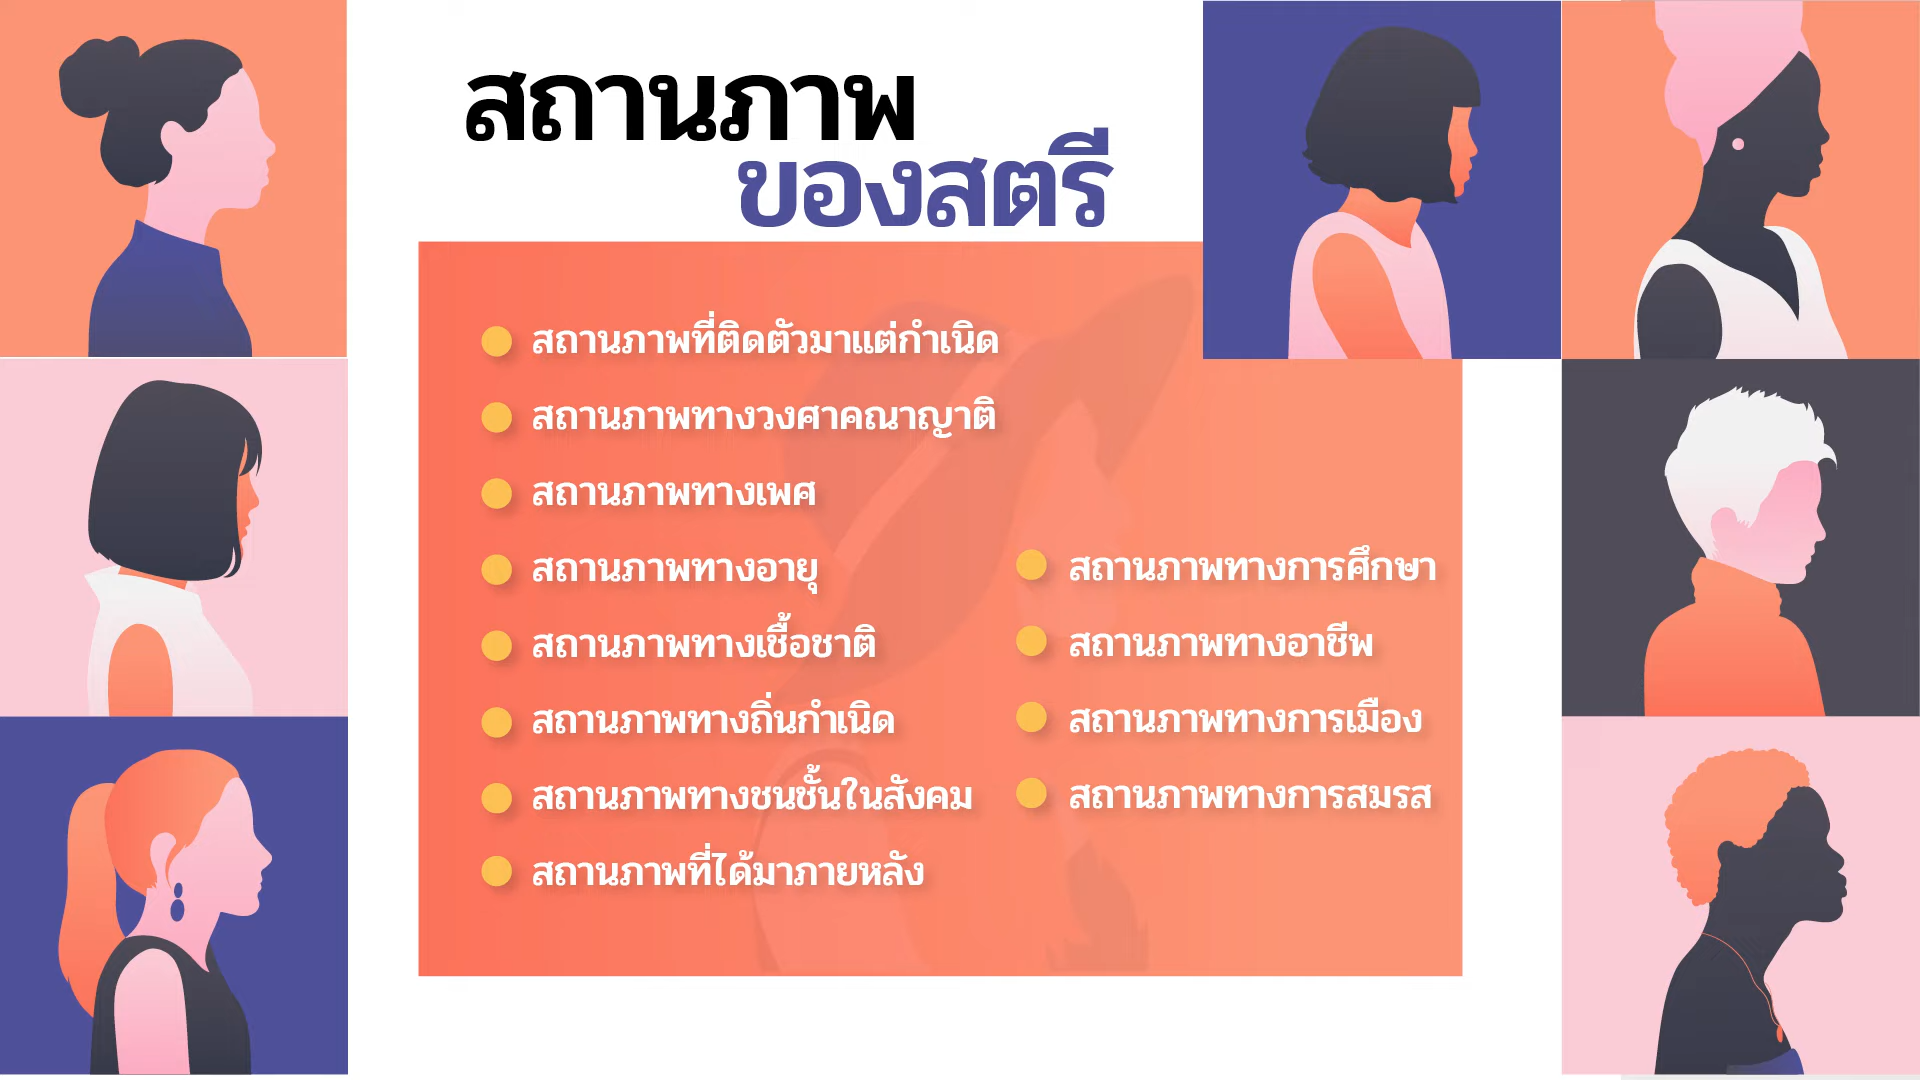 สถานภาพ
ของสตรี
สถานภาพที่ติดตัวมาแต่กำเนิด
สถานภาพทางวงศาคณาญาติ
สถานภาพทางเพศ
สถานภาพทางอายุ
สถานภาพทางเชื้อชาติ
สถานภาพทางถิ่นกำเนิด
สถานภาพทางชนชั้นในสังคม
สถานภาพที่ได้มาภายหลัง
สถานภาพทางการศึกษา
สถานภาพทางอาชีพ
สถานภาพทางการเมือง
สถานภาพทางการสมรส